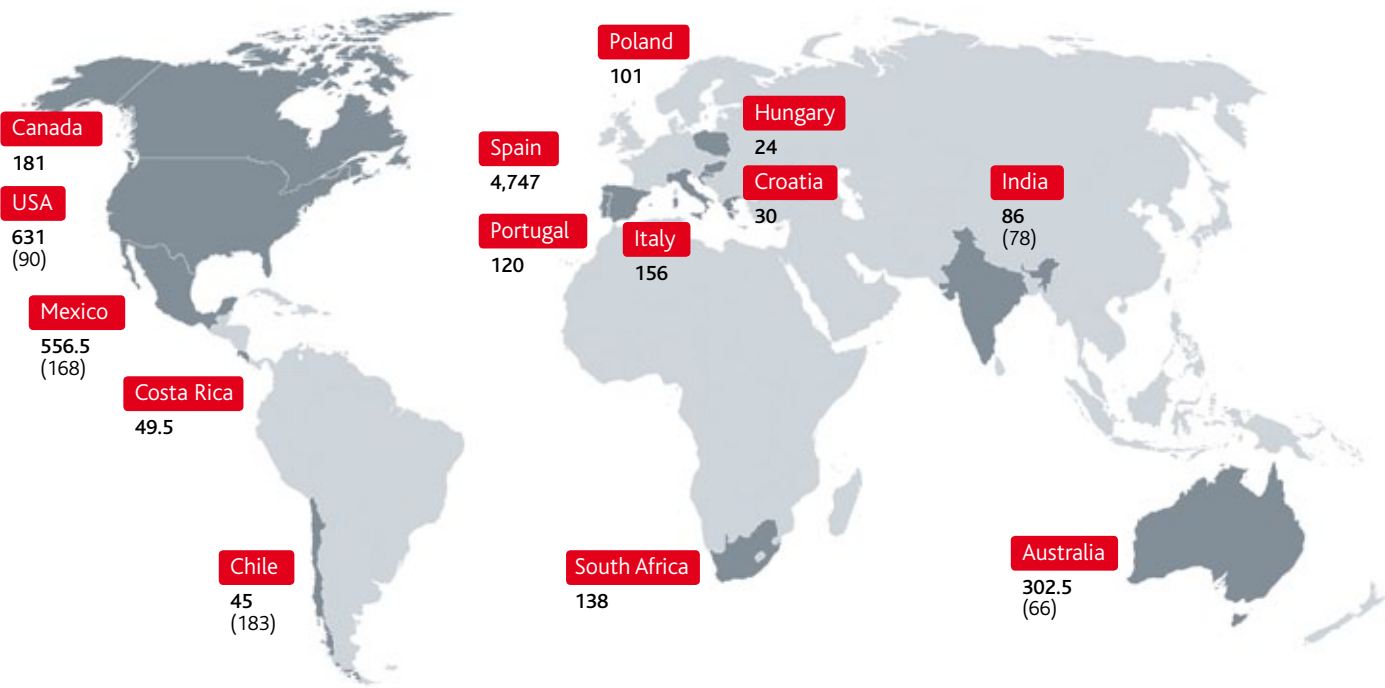 Canada
181
USA
631
(90)
Mexico
556.5
(168)
Costa Rica
49.5
Chile
45
(183)
Poland
101
Hungary
24
Spain
4,747
Croatia
30
Portugal
120
Italy
156
South Africa
138
India
86
(78)
Australia
302.5
(66)